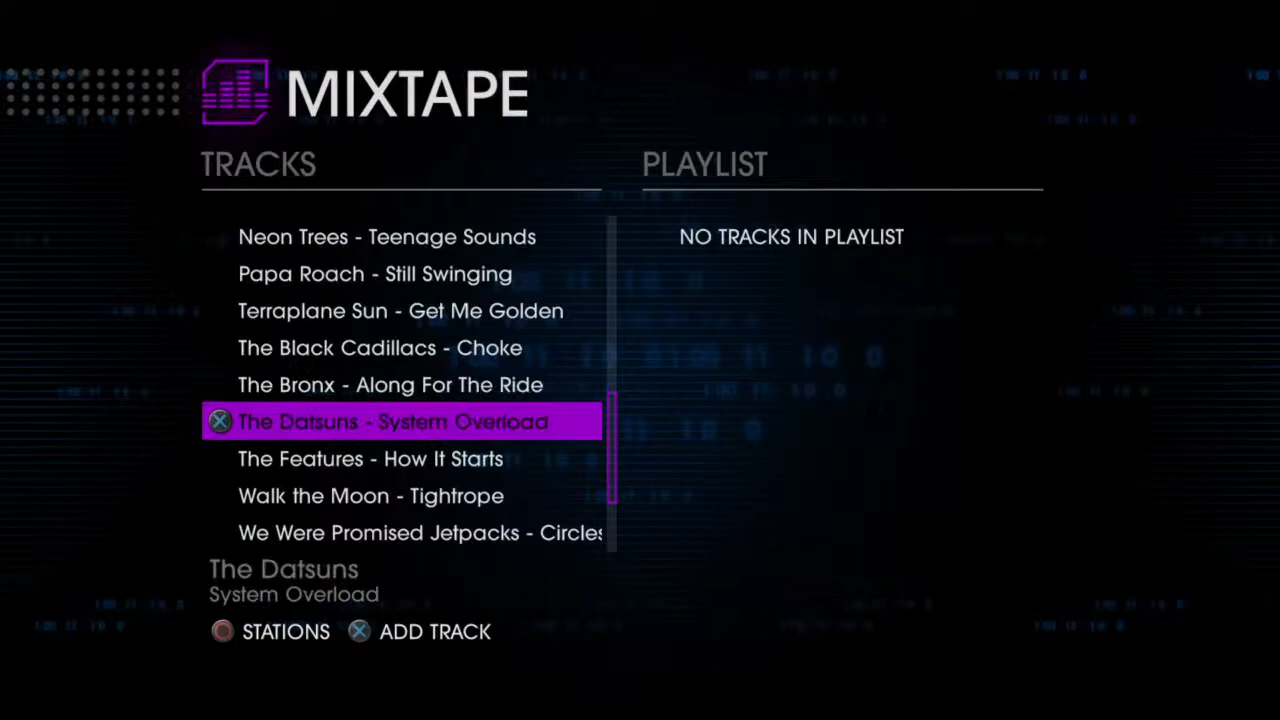 MIXTAPE
TRACKS
Neon Trees - Teenage Sounds
Papa Roach - Still Swinging
Terraplane Sun - Get Me Golden
The Black Cadillacs - Choke
The Bronx - Along For The Ride
The Datsuns - System Overload
The Features - How It Starts
Walk the Moon - Tightrope
We Were Promised Jetpacks - Circles
The Datsuns
System Overload
STATIONS
ADD TRACK
PLAYLIST
NO TRACKS IN PLAYLIST